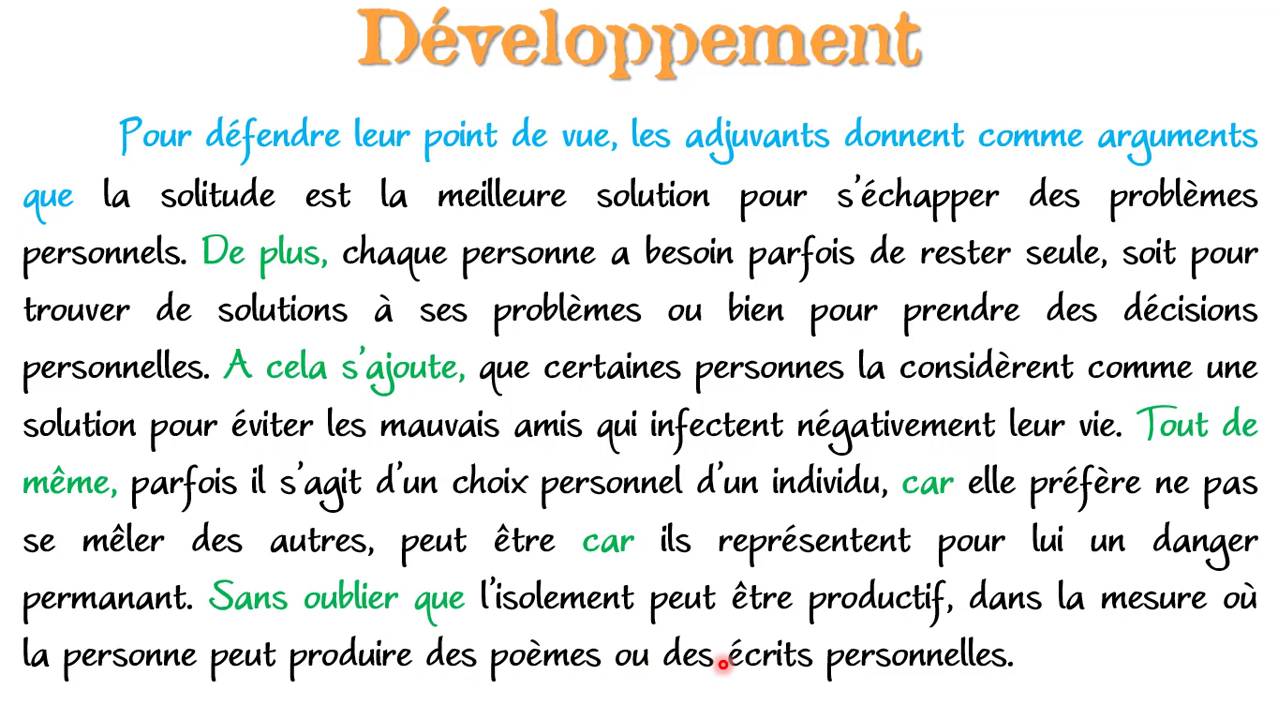 Développement
Pour défendre leur point de vue, les adjuvants donnent comme arguments
que la solitude est la meilleure solution pour s'échapper des problèmes
personnels. De plus, chaque personne a besoin parfois de rester seule, soit pour
trouver de solutions à ses problèmes ou bien pour prendre des décisions
personnelles. A cela s'ajoute, que certaines personnes la considèrent comme une
solution pour éviter les mauvais amis qui infectent négativement leur vie. Tout de
même, parfois il s'agit d'un choix personnel d'un individu, car elle préfère ne pas
se mêler des autres, peut être car ils représentent pour lui un danger
permanant. Sans oublier que l'isolement peut être productif, dans la mesure où
la personne peut produire des poèmes ou des écrits personnelles.